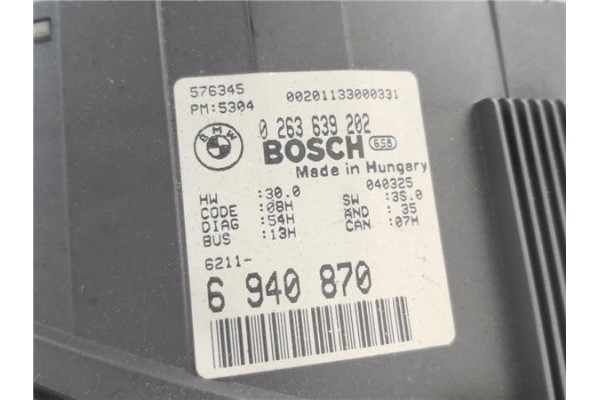 576345 00201133000331
PM:5304
BMW 0 263 639 202
BOSCH 658
Made in Hungary
040325
HW :30.0 SW :36.0
CODE :08H AND : 35
DIAG :54H CAN :07H
BUS :13H
6211-
6 940 870